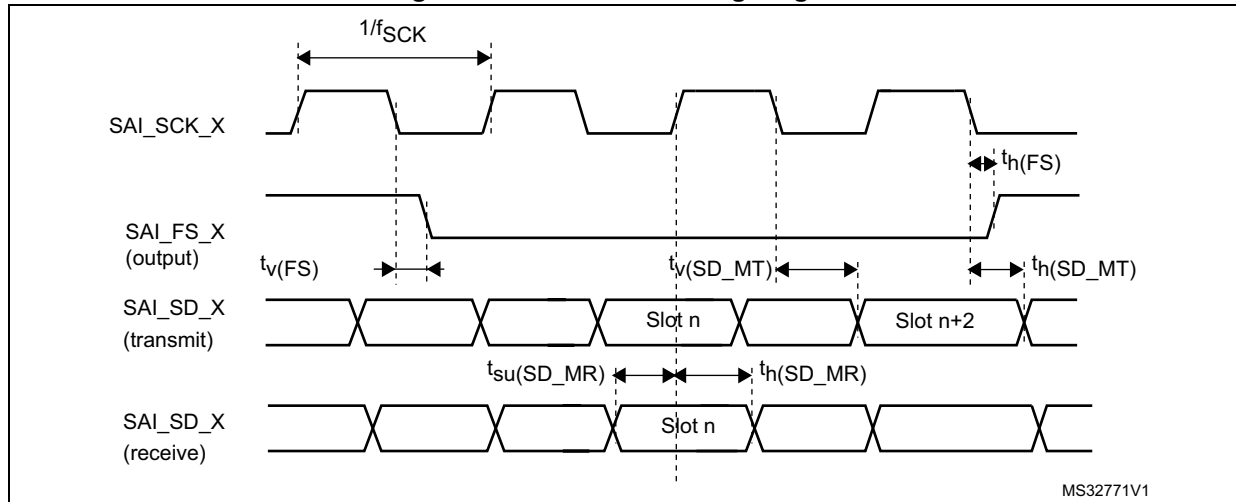 1/fSCK
SAI_SCK_X
th(FS)
SAI_FS_X
(output)
tv(FS)
tv(SD_MT)
th(SD_MT)
SAI_SD_X
(transmit)
Slot n
Slot n+2
tsu(SD_MR)
th(SD_MR)
SAI_SD_X
(receive)
Slot n
MS32771V1